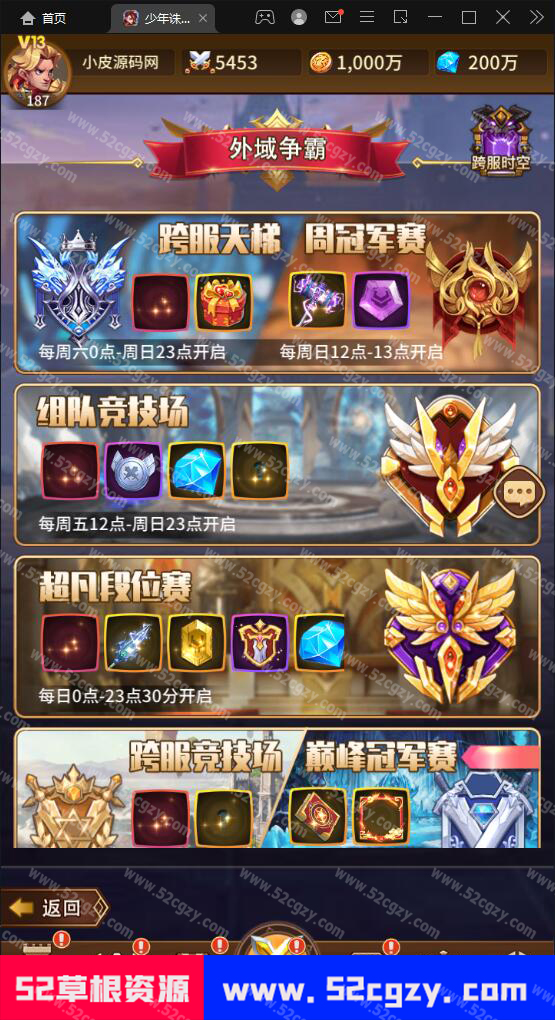 首页
少年诛...
V13
187
小皮源码网
5453
1,000万
200万
外域争霸
跨服时空
跨服天梯
周冠军赛
每周六0点-周日23点开启
每周日12点-13点开启
组队竞技场
每周五12点-周日23点开启
超凡段位赛
每日0点-23点30分开启
跨服竞技场
巅峰冠军赛
返回
52草根资源
www.52cgzy.com